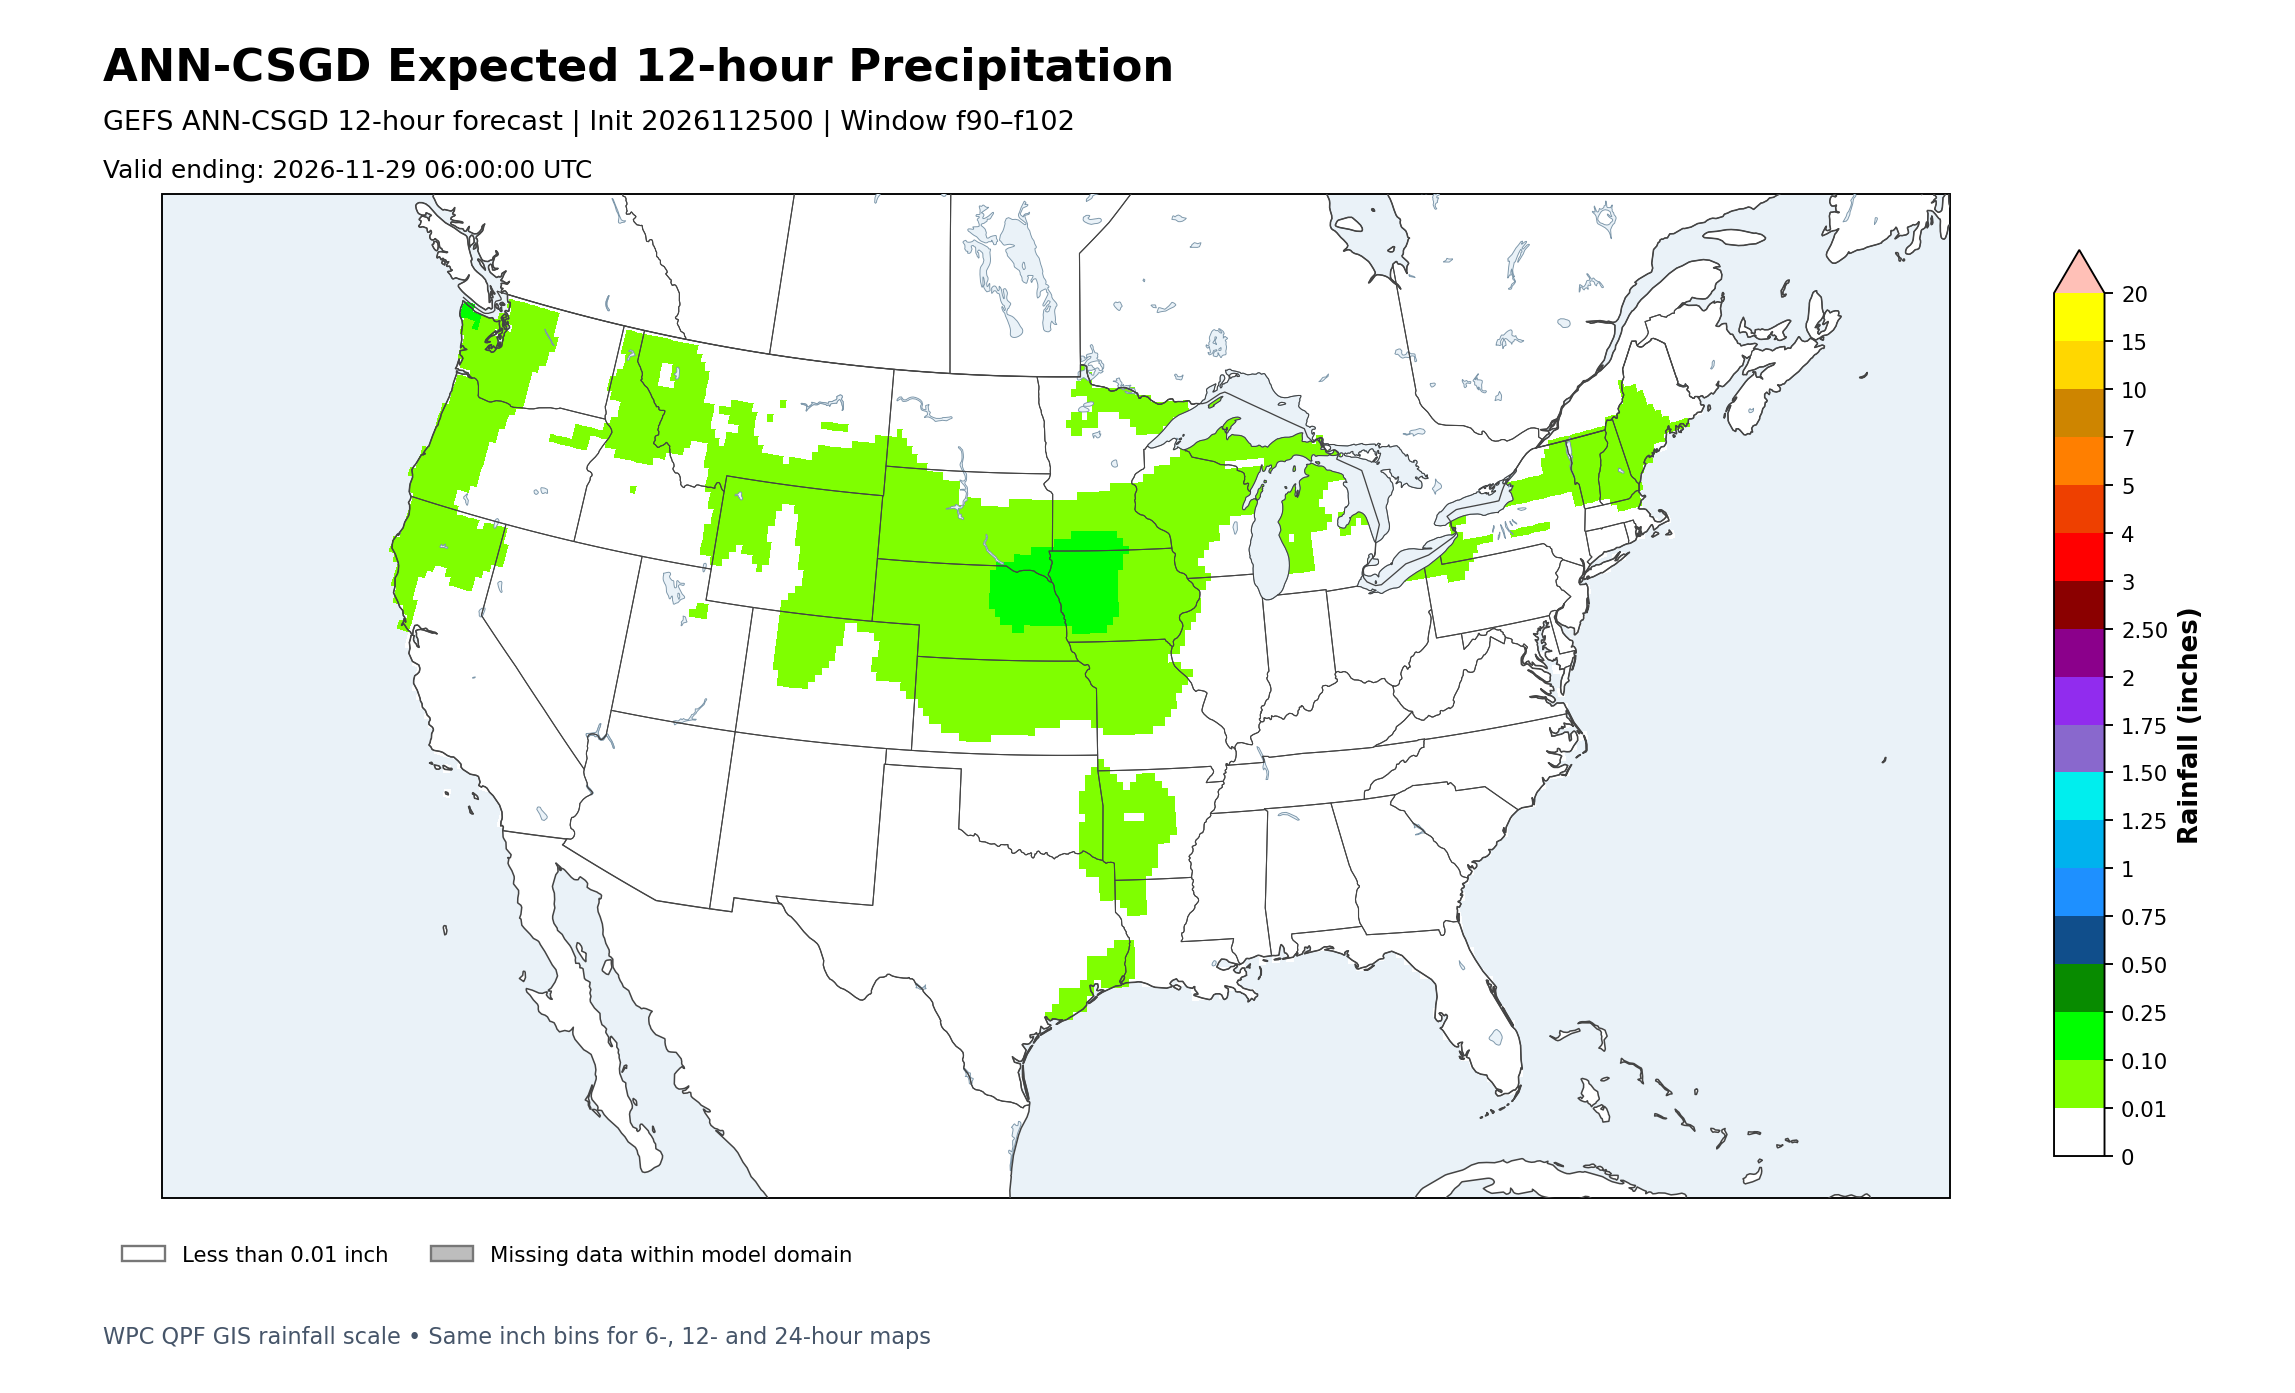 ANN-CSGD Expected 12-hour Precipitation
GEFS ANN-CSGD 12-hour forecast | Init 2026112500 | Window f90–f102
Valid ending: 2026-11-29 06:00:00 UTC
20
15
10
7
5
4
3
2.50
2
1.75
1.50
1.25
1
0.75
0.50
0.25
0.10
0.01
0
Rainfall (inches)
Less than 0.01 inch
Missing data within model domain
WPC QPF GIS rainfall scale • Same inch bins for 6-, 12- and 24-hour maps